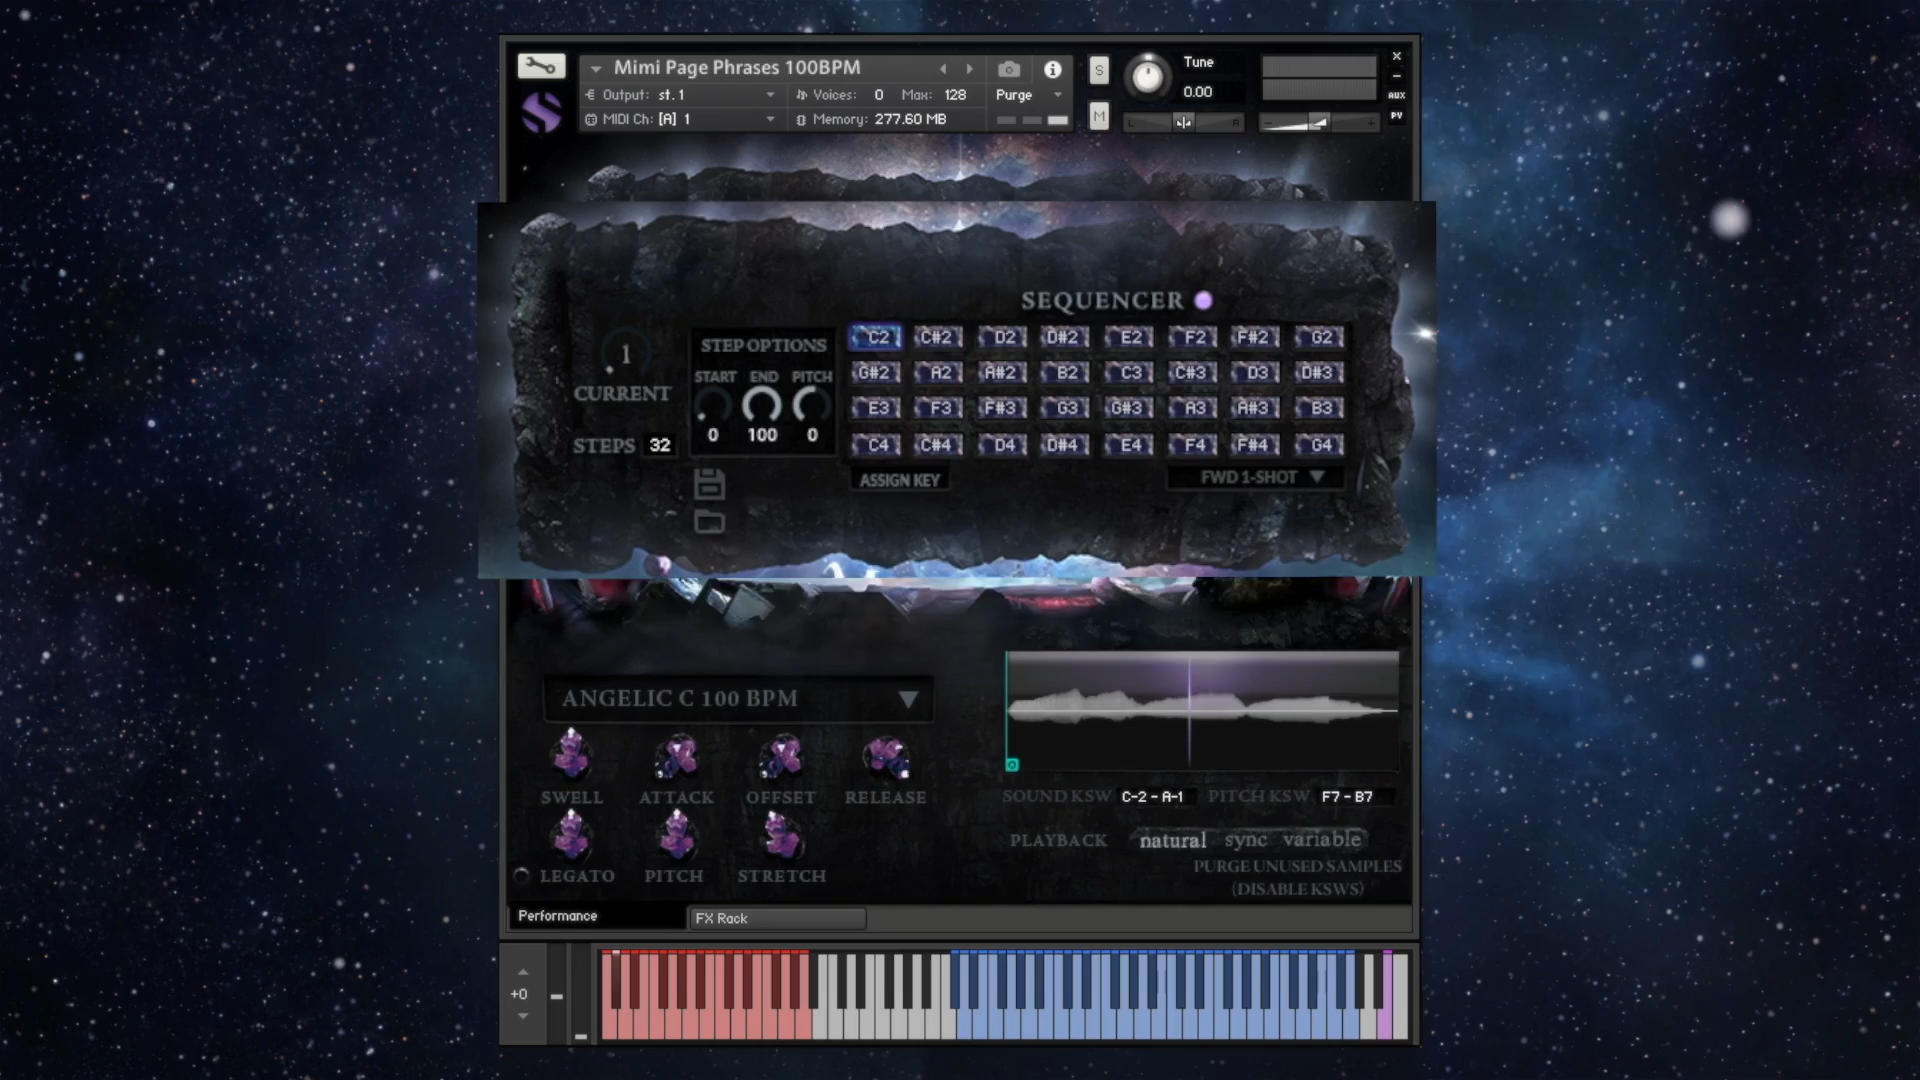 Mimi Page Phrases 100BPM
Output: st. 1
Voices: 0 Max: 128
Purge
MIDI Ch: [A] 1
Memory: 277.60 MB
S
M
Tune
0.00
L
R
AUX
PV
SEQUENCER
1
CURRENT
STEPS 32
STEP OPTIONS
START END PITCH
0 100 0
C2 C#2 D2 D#2 E2 F2 F#2 G2
G#2 A2 A#2 B2 C3 C#3 D3 D#3
E3 F3 F#3 G3 G#3 A3 A#3 B3
C4 C#4 D4 D#4 E4 F4 F#4 G4
ASSIGN KEY
FWD 1-SHOT
ANGELIC C 100 BPM
SWELL ATTACK OFFSET RELEASE
LEGATO PITCH STRETCH
SOUND KSW C-2 - A-1 PITCH KSW F7 - B7
PLAYBACK natural sync variable
PURGE UNUSED SAMPLES
(DISABLE KSWS)
Performance
FX Rack
+0